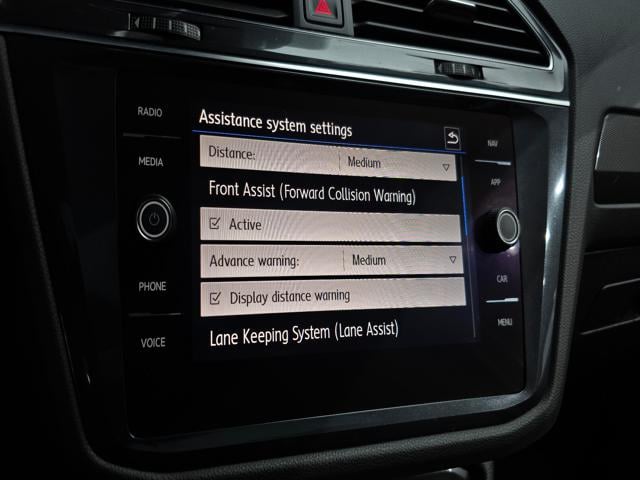 Assistance system settings
RADIO
NAV
Distance: Medium
MEDIA
APP
Front Assist (Forward Collision Warning)
Active
Advance warning: Medium
CAR
PHONE
Display distance warning
MENU
VOICE
Lane Keeping System (Lane Assist)